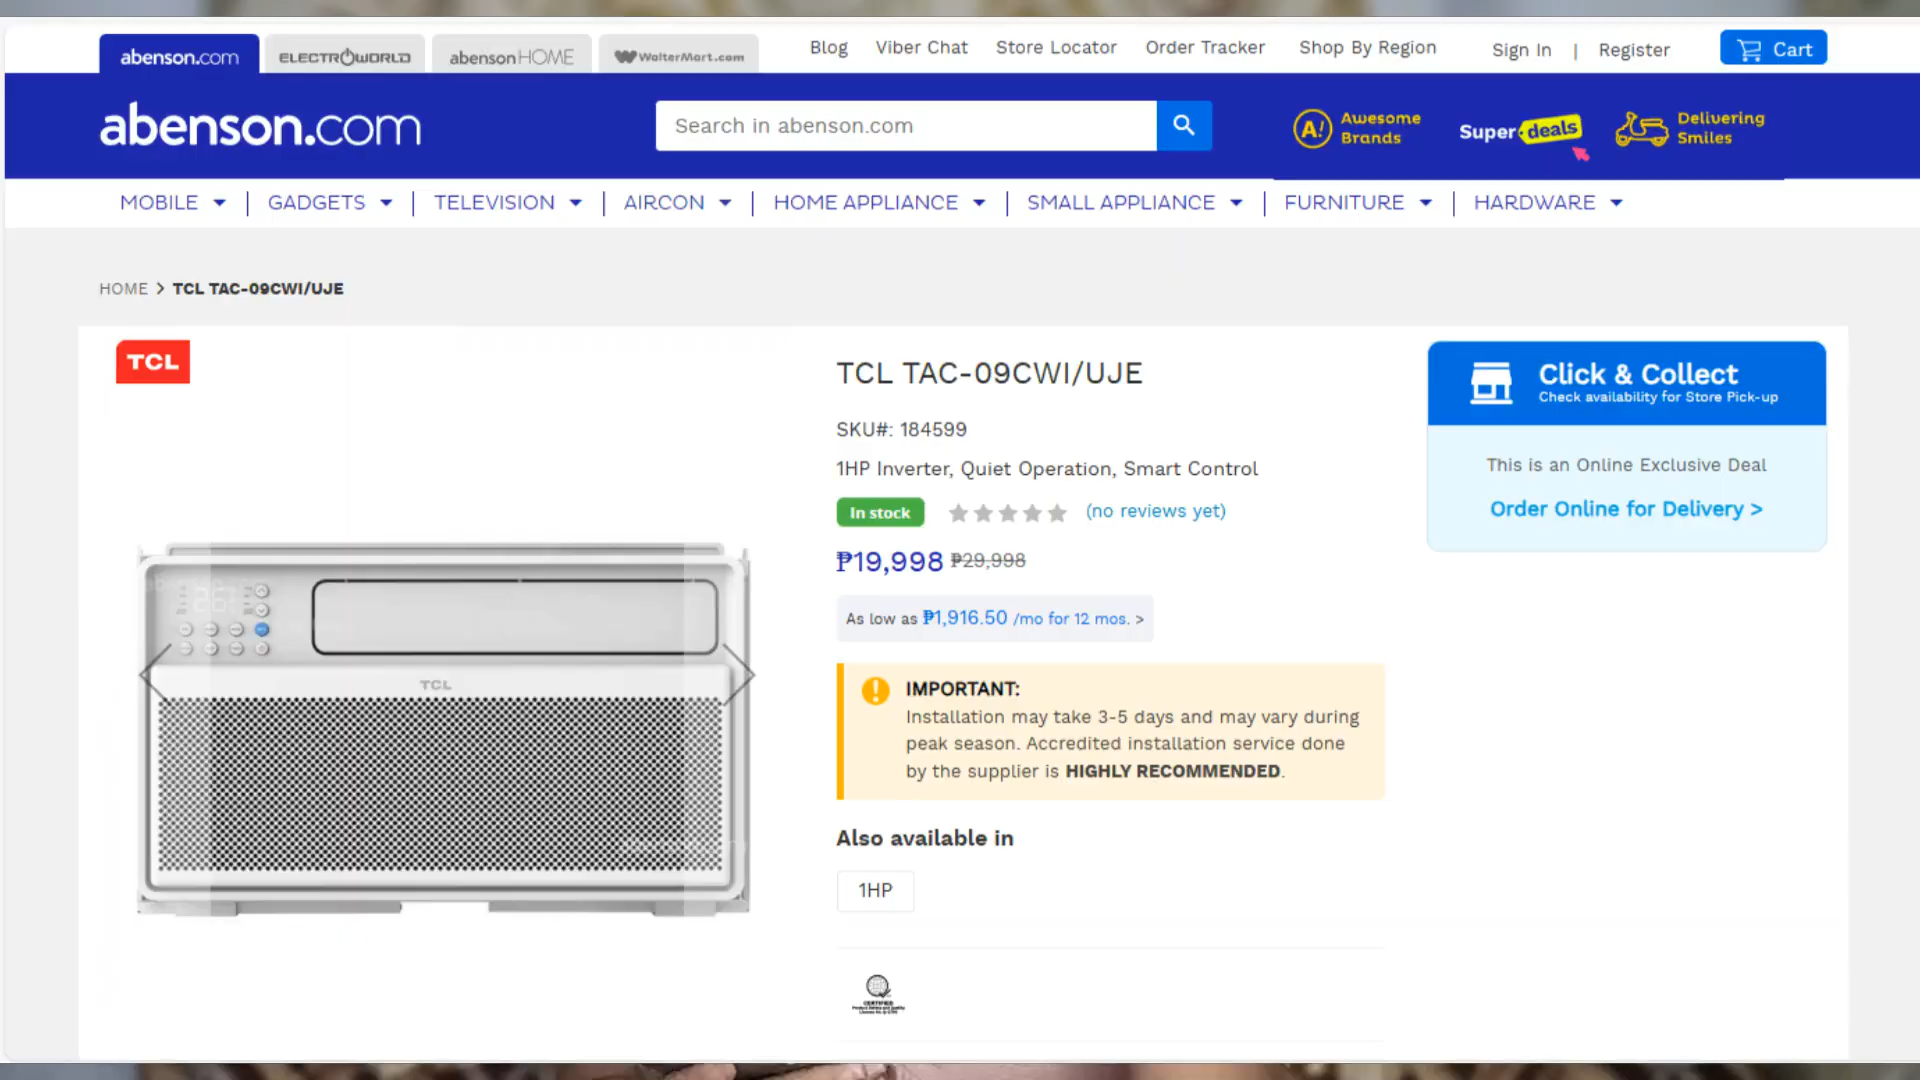 abenson.com
ELECTROWORLD
abensonHOME
WalterMart.com
Blog
Viber Chat
Store Locator
Order Tracker
Shop By Region
Sign In | Register
Cart
abenson.com
Search in abenson.com
A! Awesome
Brands
Super deals
Delivering
Smiles
MOBILE
GADGETS
TELEVISION
AIRCON
HOME APPLIANCE
SMALL APPLIANCE
FURNITURE
HARDWARE
HOME > TCL TAC-09CWI/UJE
TCL
TCL
TCL TAC-09CWI/UJE
SKU#: 184599
1HP Inverter, Quiet Operation, Smart Control
In stock
(no reviews yet)
₱19,998 ₱29,998
As low as ₱1,916.50 /mo for 12 mos. >
IMPORTANT:
Installation may take 3-5 days and may vary during
peak season. Accredited installation service done
by the supplier is HIGHLY RECOMMENDED.
Also available in
1HP
CERTIFIED
Click & Collect
Check availability for Store Pick-up
This is an Online Exclusive Deal
Order Online for Delivery >